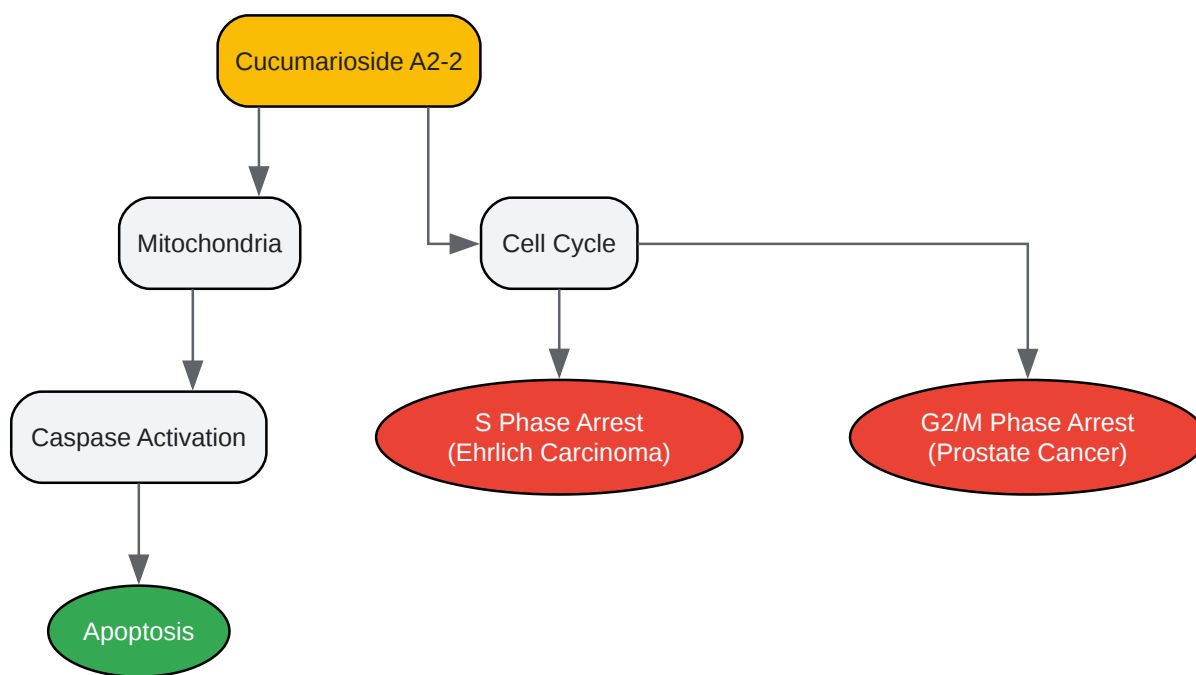 Cucumarioside A2-2
Mitochondria
Cell Cycle
Caspase Activation
S Phase Arrest
(Ehrlich Carcinoma)
G2/M Phase Arrest
(Prostate Cancer)
Apoptosis